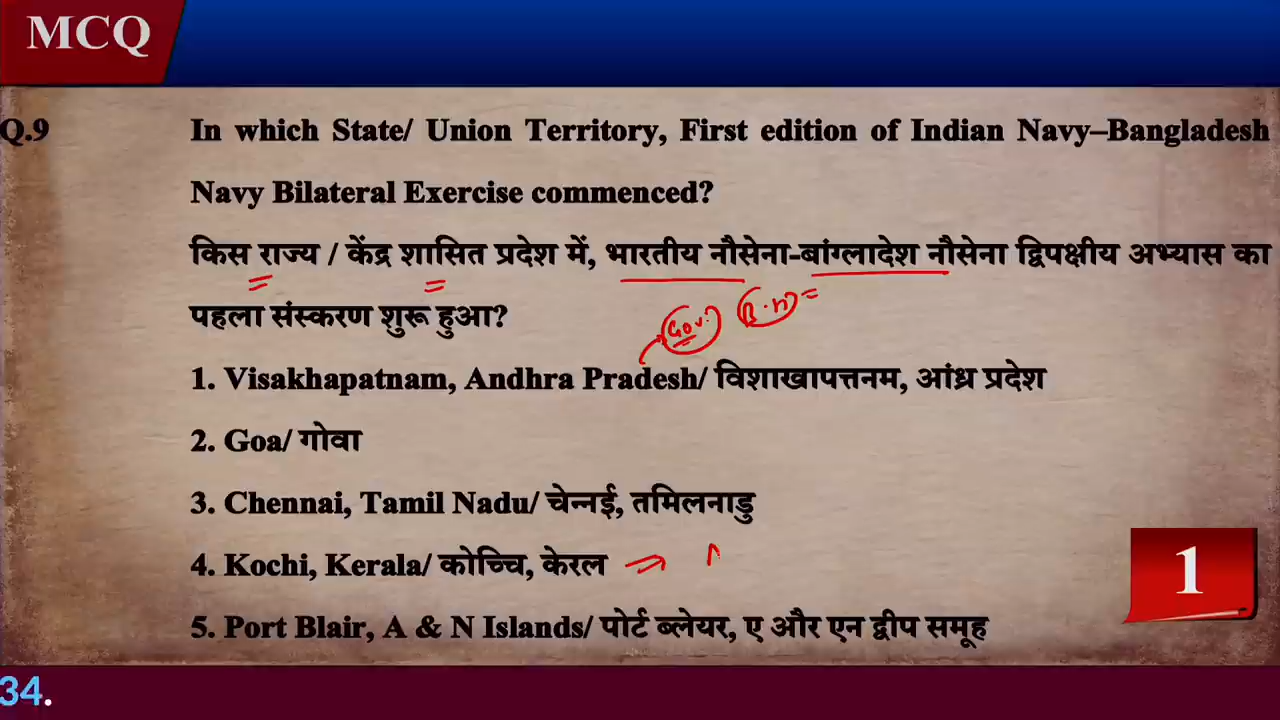 MCQ
Q.9 In which State/ Union Territory, First edition of Indian Navy–Bangladesh
Navy Bilateral Exercise commenced?
किस राज्य / केंद्र शासित प्रदेश में, भारतीय नौसेना-बांग्लादेश नौसेना द्विपक्षीय अभ्यास का
पहला संस्करण शुरू हुआ?
Gov.
1. Visakhapatnam, Andhra Pradesh/ विशाखापत्तनम, आंध्र प्रदेश
2. Goa/ गोवा
3. Chennai, Tamil Nadu/ चेन्नई, तमिलनाडु
4. Kochi, Kerala/ कोच्चि, केरल
1
5. Port Blair, A & N Islands/ पोर्ट ब्लेयर, ए और एन द्वीप समूह
34.